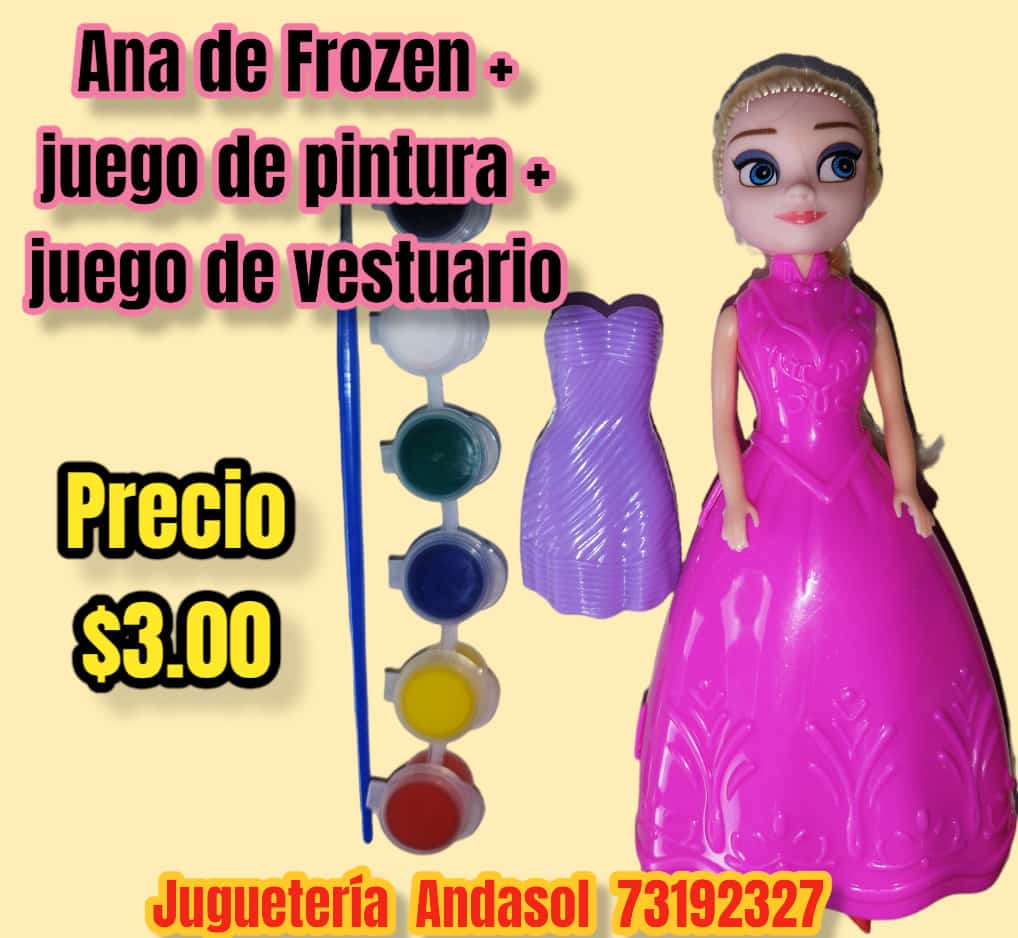 Ana de Frozen +
juego de pintura +
juego de vestuario
Precio
$3.00
Juguetería Andasol 73192327